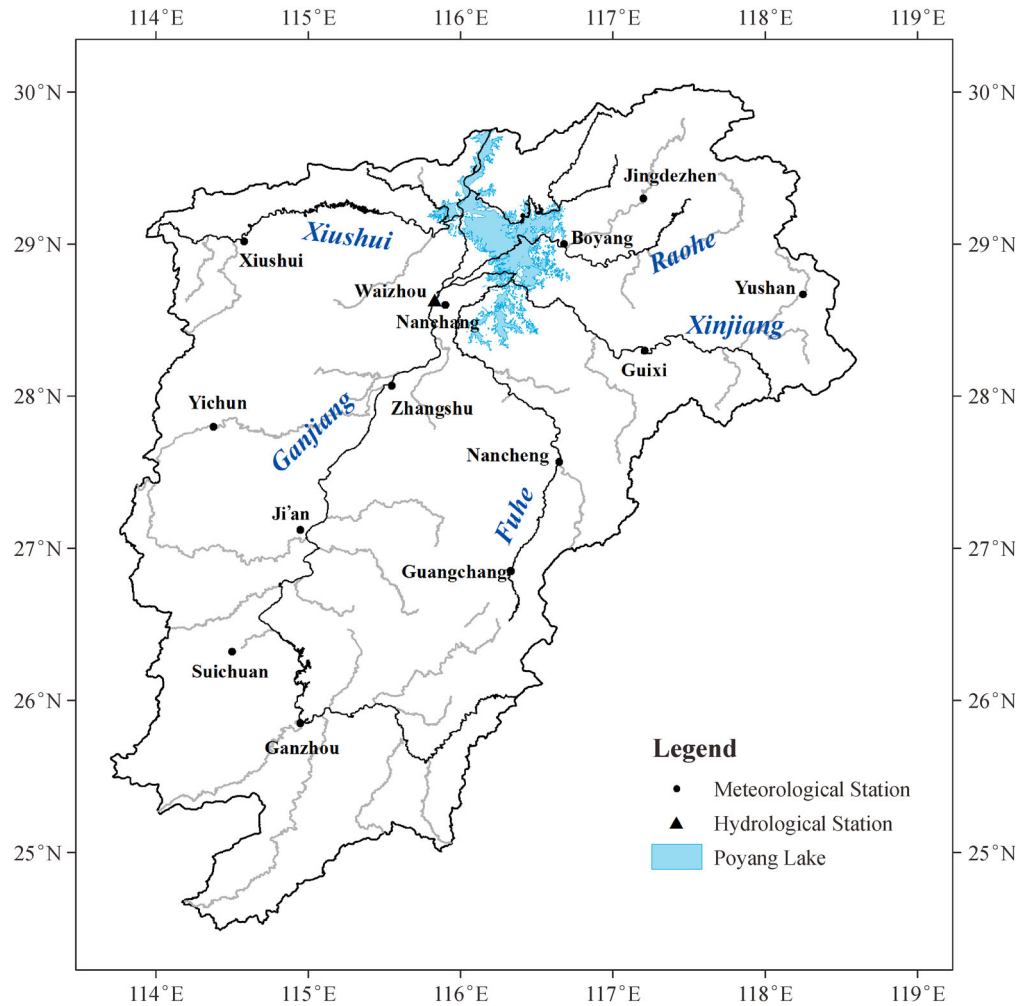 114°E 115°E 116°E 117°E 118°E 119°E
30°N 30°N
Jingdezhen
29°N Xiushui Boyang 29°N
Xiushui Raohe
Waizhou Yushan
Nanchang Xinjiang
Guixi
28°N 28°N
Yichun Zhangshu
Ganjiang
Nancheng
Ji'an Fuhe
27°N 27°N
Guangchang
Suichuan
26°N 26°N
Ganzhou
Legend
Meteorological Station
Hydrological Station
25°N Poyang Lake 25°N
114°E 115°E 116°E 117°E 118°E 119°E